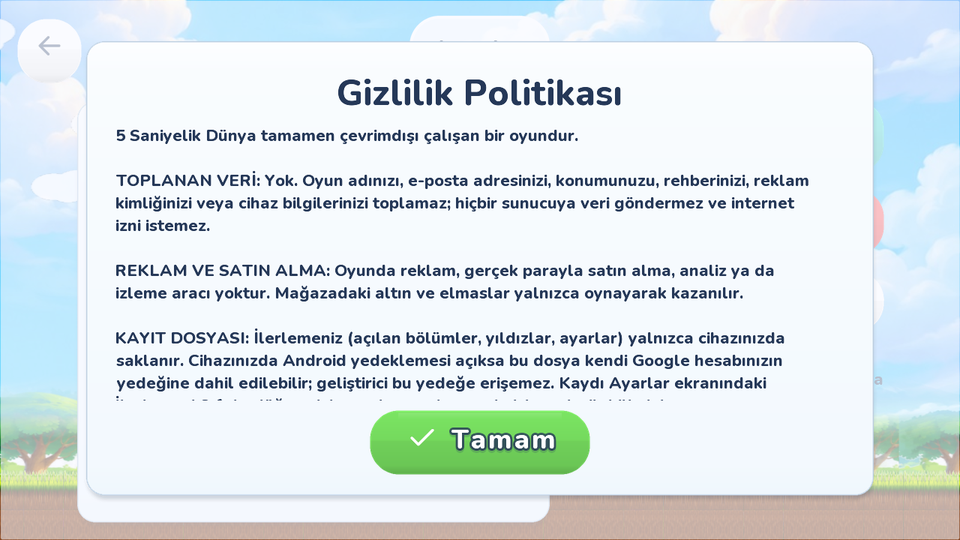 Gizlilik Politikası
5 Saniyelik Dünya tamamen çevrimdışı çalışan bir oyundur.
TOPLANAN VERİ: Yok. Oyun adınızı, e-posta adresinizi, konumunuzu, rehberinizi, reklam
kimliğinizi veya cihaz bilgilerinizi toplamaz; hiçbir sunucuya veri göndermez ve internet
izni istemez.
REKLAM VE SATIN ALMA: Oyunda reklam, gerçek parayla satın alma, analiz ya da
izleme aracı yoktur. Mağazadaki altın ve elmaslar yalnızca oynayarak kazanılır.
KAYIT DOSYASI: İlerlemeniz (açılan bölümler, yıldızlar, ayarlar) yalnızca cihazınızda
saklanır. Cihazınızda Android yedeklemesi açıksa bu dosya kendi Google hesabınızın
yedeğine dahil edilebilir; geliştirici bu yedeğe erişemez. Kaydı Ayarlar ekranındaki
Tamam